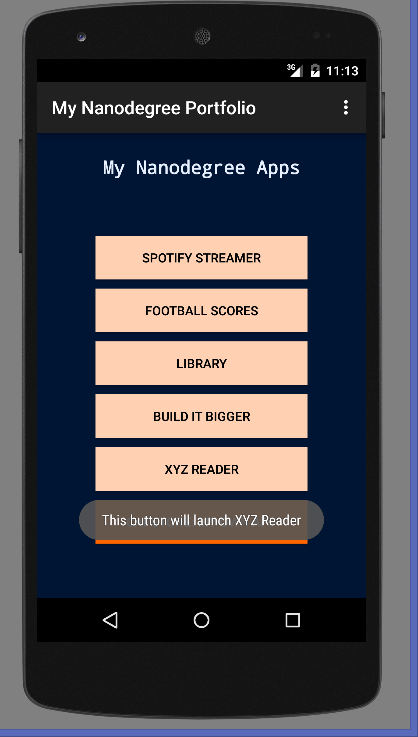 3G 11:13
My Nanodegree Portfolio
My Nanodegree Apps
SPOTIFY STREAMER
FOOTBALL SCORES
LIBRARY
BUILD IT BIGGER
XYZ READER
This button will launch XYZ Reader